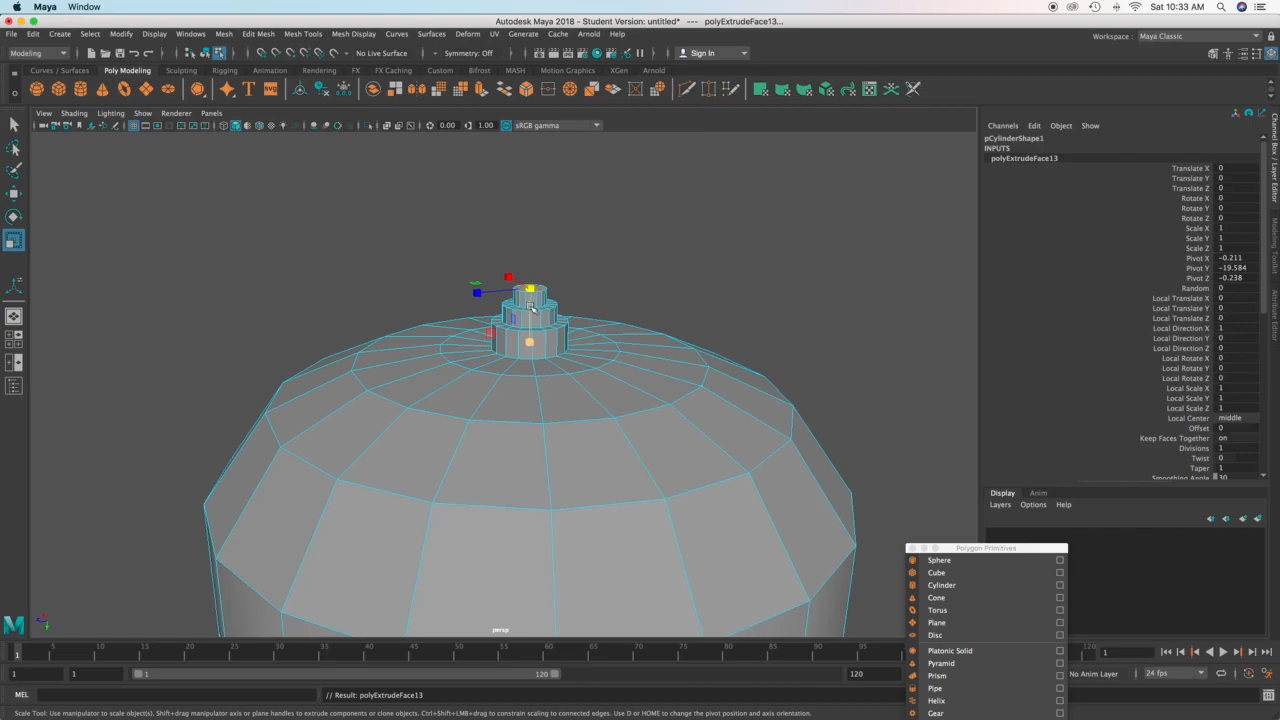 Maya Window Sat 10:33 AM
Autodesk Maya 2018 - Student Version: untitled* --- polyExtrudeFace13...
File Edit Create Select Modify Display Windows Mesh Edit Mesh Mesh Tools Mesh Display Curves Surfaces Deform UV Generate Cache Arnold Help Workspace : Maya Classic
Modeling No Live Surface Symmetry: Off Sign In
Curves / Surfaces Poly Modeling Sculpting Rigging Animation Rendering FX FX Caching Custom Bifrost MASH Motion Graphics XGen Arnold
View Shading Lighting Show Renderer Panels
0.00 1.00 sRGB gamma
Channels Edit Object Show
pCylinderShape1
INPUTS
polyExtrudeFace13
Translate X 0
Translate Y 0
Translate Z 0
Rotate X 0
Rotate Y 0
Rotate Z 0
Scale X 1
Scale Y 1
Scale Z 1
Pivot X -0.211
Pivot Y -19.584
Pivot Z -0.238
Random 0
Local Translate X 0
Local Translate Y 0
Local Translate Z 0
Local Direction X 1
Local Direction Y 0
Local Direction Z 0
Local Rotate X 0
Local Rotate Y 0
Local Rotate Z 0
Local Scale X 1
Local Scale Y 1
Local Scale Z 1
Local Center middle
Offset 0
Keep Faces Together on
Divisions 1
Twist 0
Taper 1
Smoothing Angle 30
Channel Box / Layer Editor
Modeling Toolkit
Attribute Editor
Display Anim
Layers Options Help
Polygon Primitives
Sphere
Cube
Cylinder
Cone
Torus
Plane
Disc
Platonic Solid
Pyramid
Prism
Pipe
Helix
Gear
persp
1 5 10 15 20 25 30 35 40 45 50 55 60 65 70 75 80 85 90 95 120 1
1 1 1 120 120 No Anim Layer 24 fps
MEL // Result: polyExtrudeFace13
Scale Tool: Use manipulator to scale object(s). Shift+drag manipulator axis or plane handles to extrude components or clone objects. Ctrl+Shift+LMB+drag to constrain scaling to connected edges. Use D or HOME to change the pivot position and axis orientation.